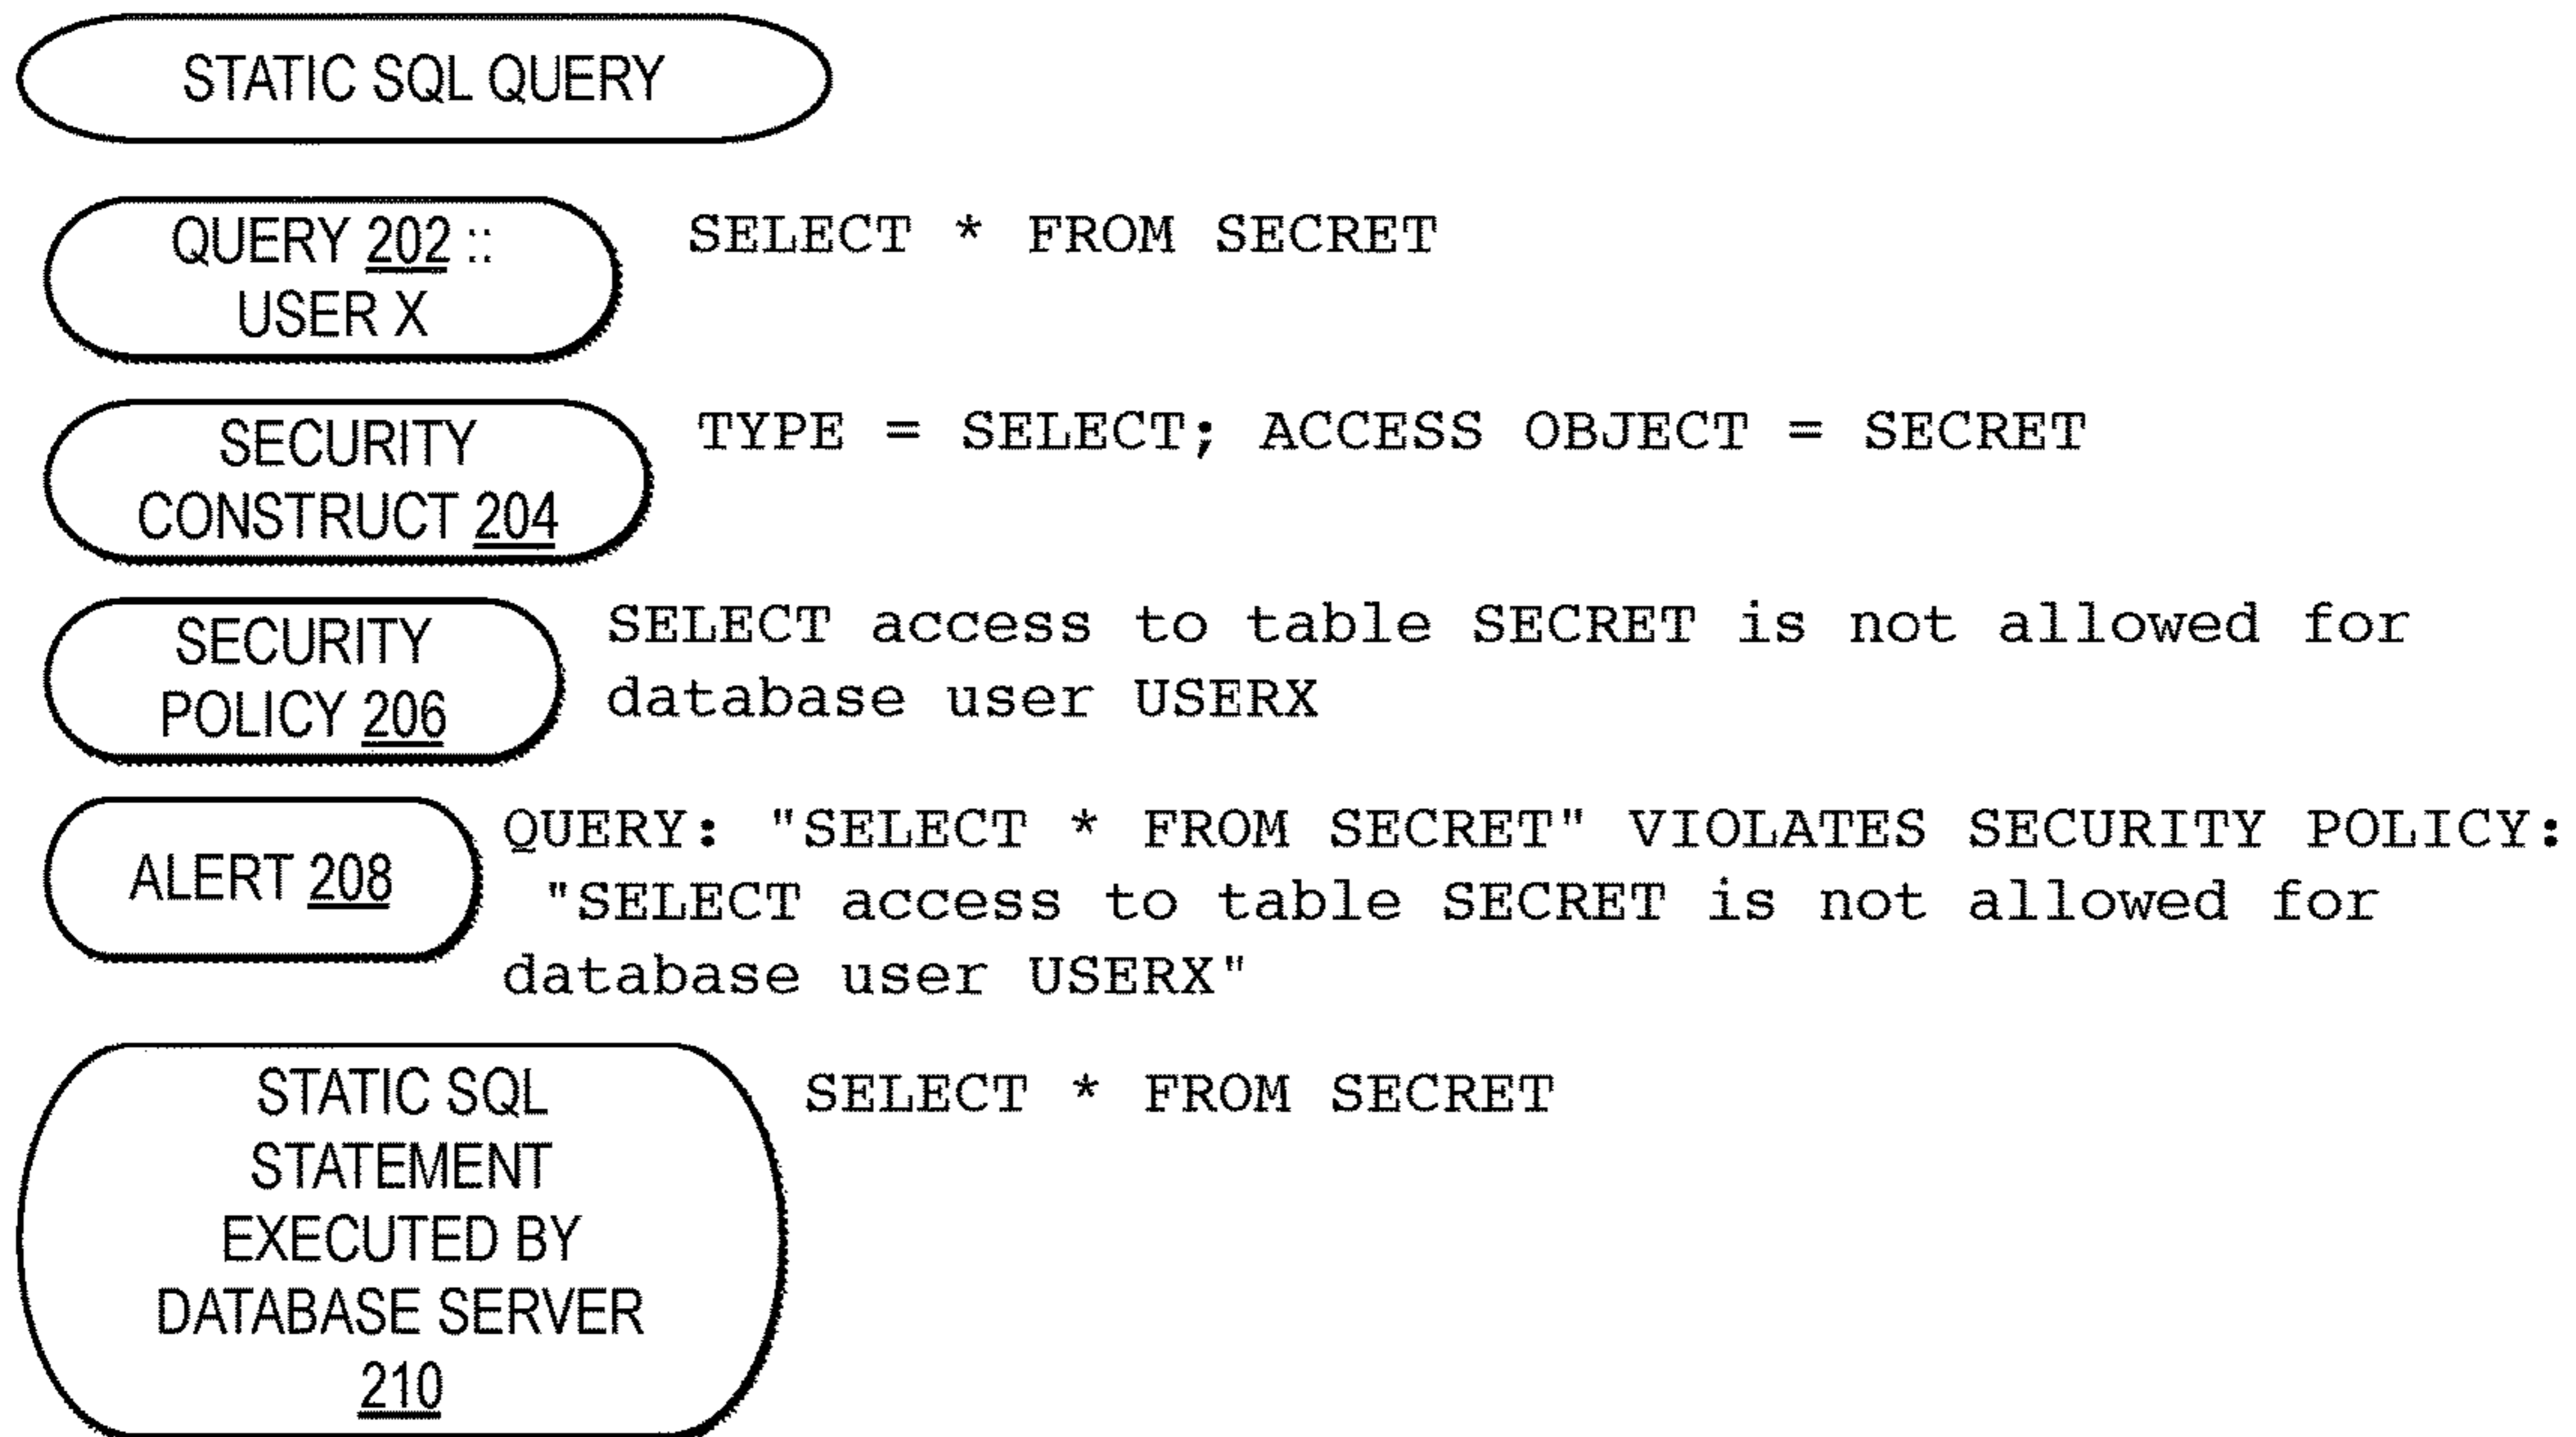 STATIC SQL QUERY
QUERY 202 ::
USER X
SELECT * FROM SECRET
SECURITY
CONSTRUCT 204
TYPE = SELECT; ACCESS OBJECT = SECRET
SECURITY
POLICY 206
SELECT access to table SECRET is not allowed for
database user USERX
ALERT 208
QUERY: "SELECT * FROM SECRET" VIOLATES SECURITY POLICY:
"SELECT access to table SECRET is not allowed for
database user USERX"
STATIC SQL
STATEMENT
EXECUTED BY
DATABASE SERVER
210
SELECT * FROM SECRET